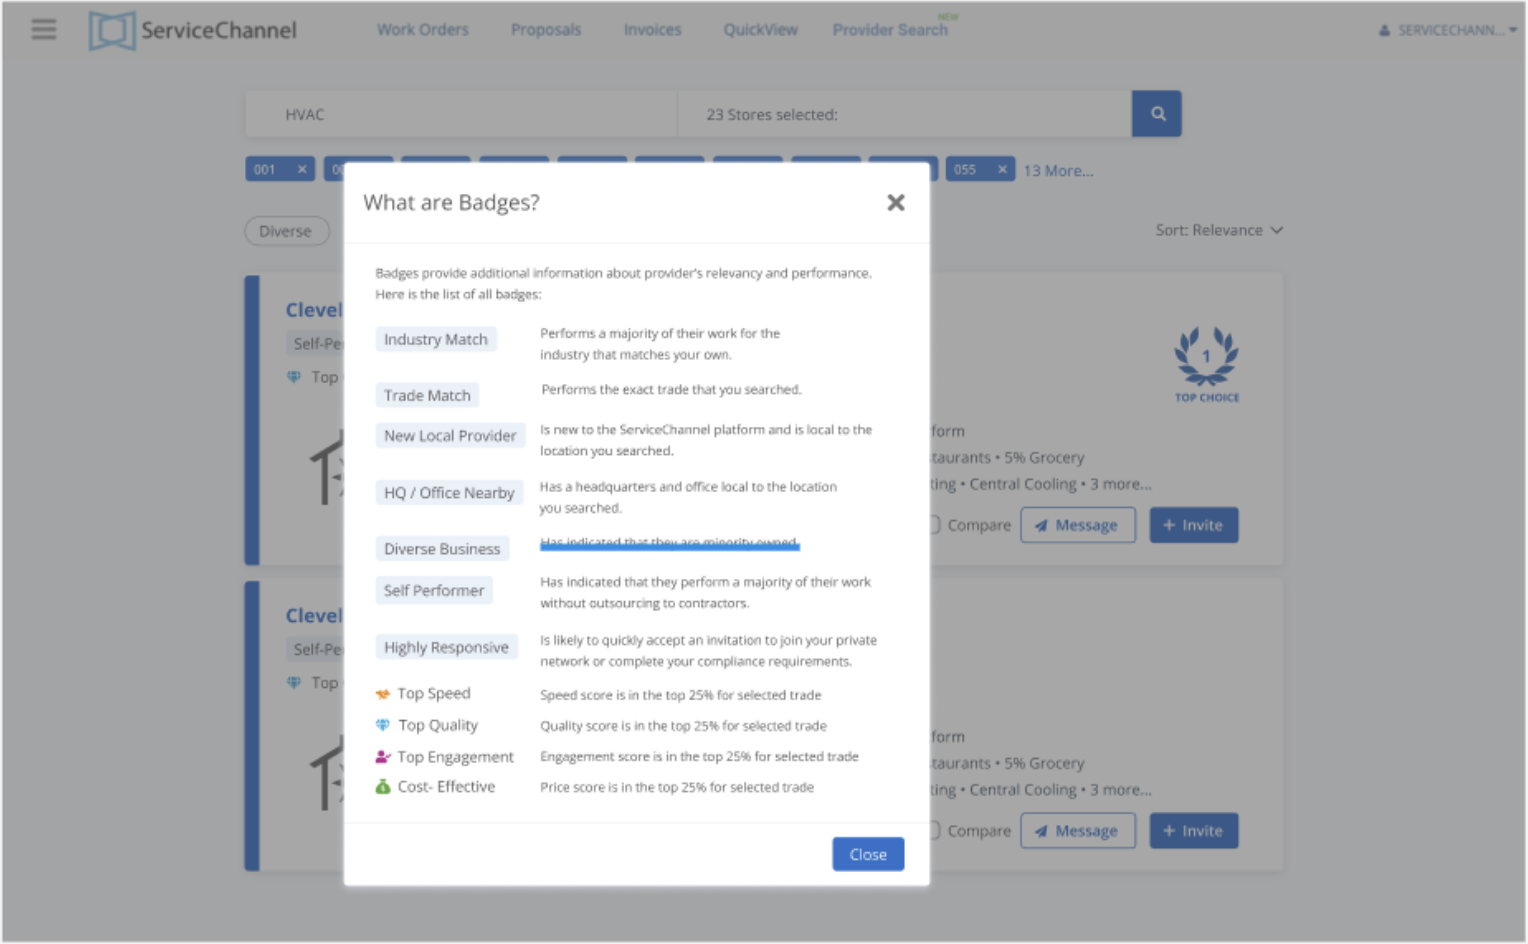 ServiceChannel
Work Orders
Proposals
Invoices
QuickView
Provider Search
NEW
SERVICECHANN...
HVAC
23 Stores selected:
001 ×
055 ×
13 More...
Diverse
Sort: Relevance
What are Badges?
Badges provide additional information about provider's relevancy and performance.
Here is the list of all badges:
Industry Match
Performs a majority of their work for the
industry that matches your own.
Trade Match
Performs the exact trade that you searched.
New Local Provider
Is new to the ServiceChannel platform and is local to the
location you searched.
HQ / Office Nearby
Has a headquarters and office local to the location
you searched.
Diverse Business
Has indicated that they are minority owned.
Self Performer
Has indicated that they perform a majority of their work
without outsourcing to contractors.
Highly Responsive
Is likely to quickly accept an invitation to join your private
network or complete your compliance requirements.
Top Speed
Speed score is in the top 25% for selected trade
Top Quality
Quality score is in the top 25% for selected trade
Top Engagement
Engagement score is in the top 25% for selected trade
Cost- Effective
Price score is in the top 25% for selected trade
Close
Clevel
Self-Pe
Top
1
TOP CHOICE
form
staurants • 5% Grocery
ting • Central Cooling • 3 more...
Compare
Message
+ Invite
Clevel
Self-Pe
Top
form
staurants • 5% Grocery
ting • Central Cooling • 3 more...
Compare
Message
+ Invite